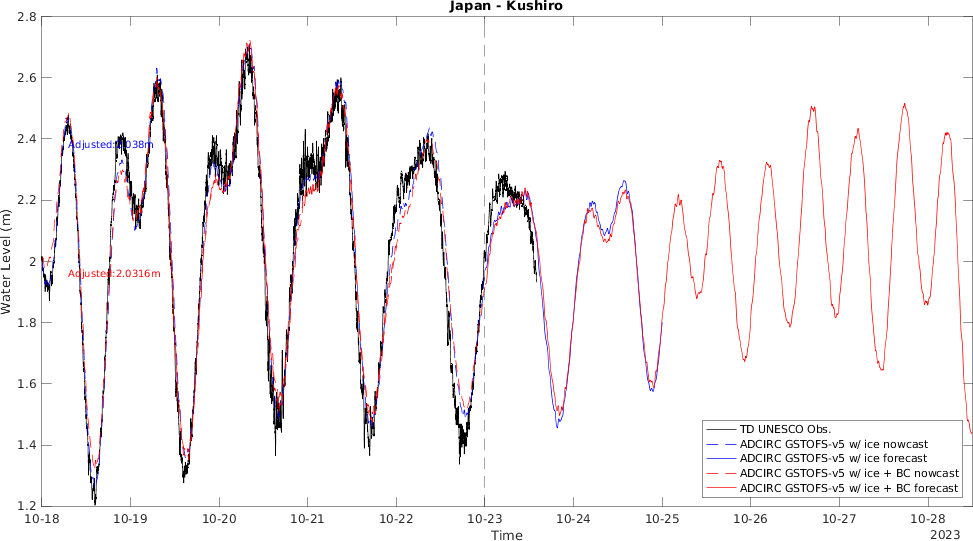 Japan - Kushiro
2.8
2.6
2.4
2.2
2
1.8
1.6
1.4
1.2
Water Level (m)
Adjusted:2.038m
Adjusted:2.0316m
TD UNESCO Obs.
ADCIRC GSTOFS-v5 w/ ice nowcast
ADCIRC GSTOFS-v5 w/ ice forecast
ADCIRC GSTOFS-v5 w/ ice + BC nowcast
ADCIRC GSTOFS-v5 w/ ice + BC forecast
10-18 10-19 10-20 10-21 10-22 10-23 10-24 10-25 10-26 10-27 10-28
Time
2023